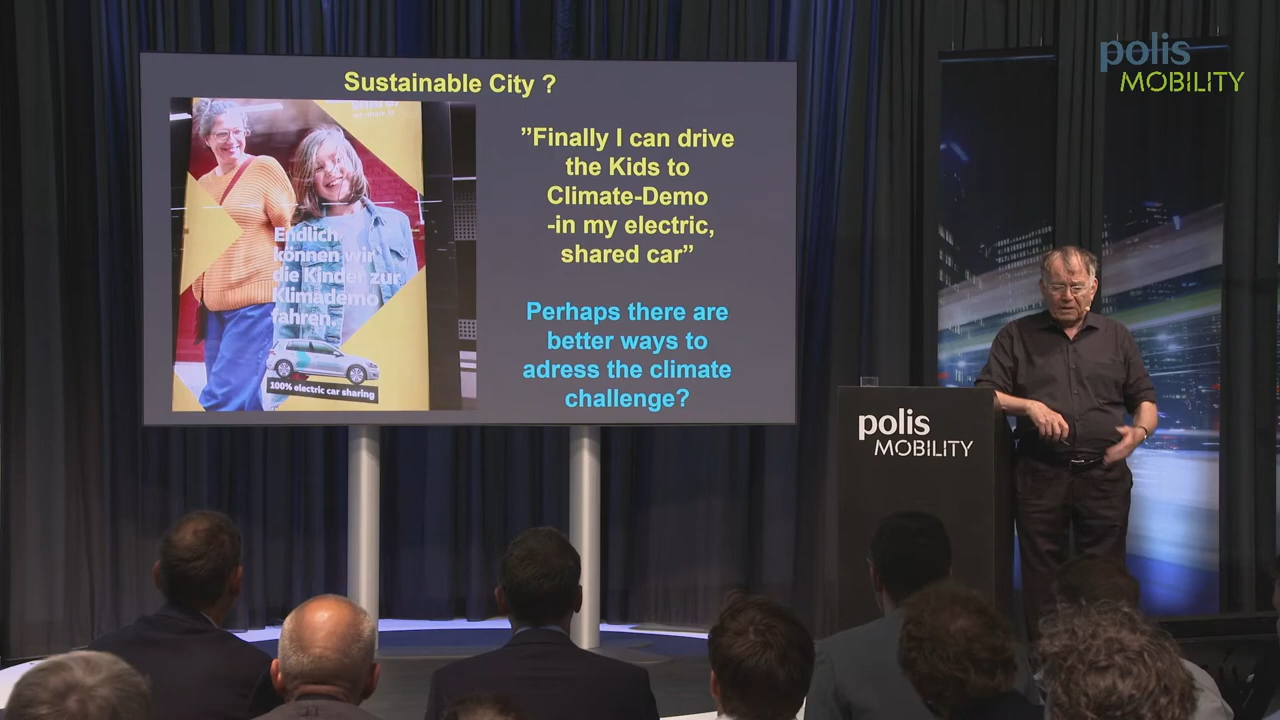 polis
MOBILITY
Sustainable City ?
”Finally I can drive
the Kids to
Climate-Demo
-in my electric,
shared car”
Perhaps there are
better ways to
adress the climate
challenge?
Endlich
können wir
die Kinder zur
Klimademo
fahren.
100% electric car sharing
polis
MOBILITY